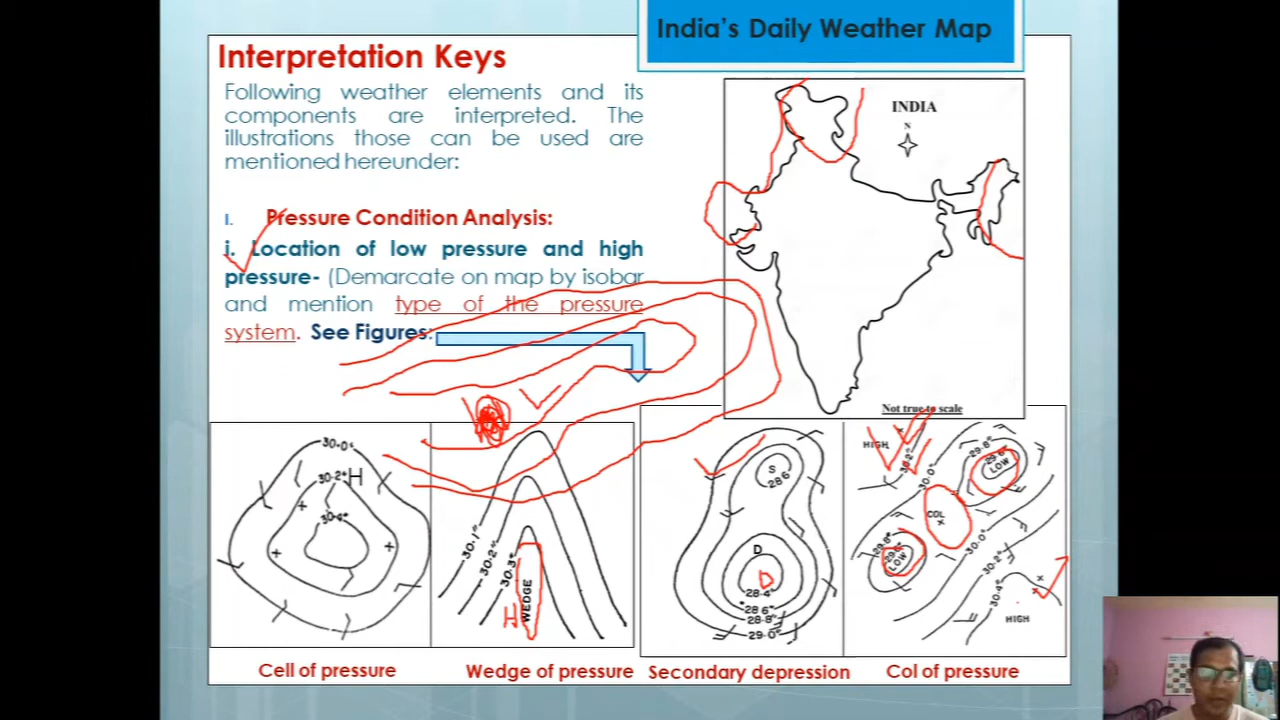 India's Daily Weather Map
Interpretation Keys
Following weather elements and its
components are interpreted. The
illustrations those can be used are
mentioned hereunder:
I. Pressure Condition Analysis:
i. Location of low pressure and high
pressure- (Demarcate on map by isobar
and mention type of the pressure
system. See Figures:
INDIA
N
Not true to scale
30·0"
30·2"H
30·4"
Cell of pressure
30·1"
30·2"
30·3"
WEDGE
H
Wedge of pressure
S
28·6
D
D
28·4"
28·6"
28·8"
29·0"
Secondary depression
HIGH
30·2"
30·0"
29·8"
29·6"
LOW
COL
29·8"
29·6"
LOW
30·0"
30·2"
30·4"
HIGH
Col of pressure